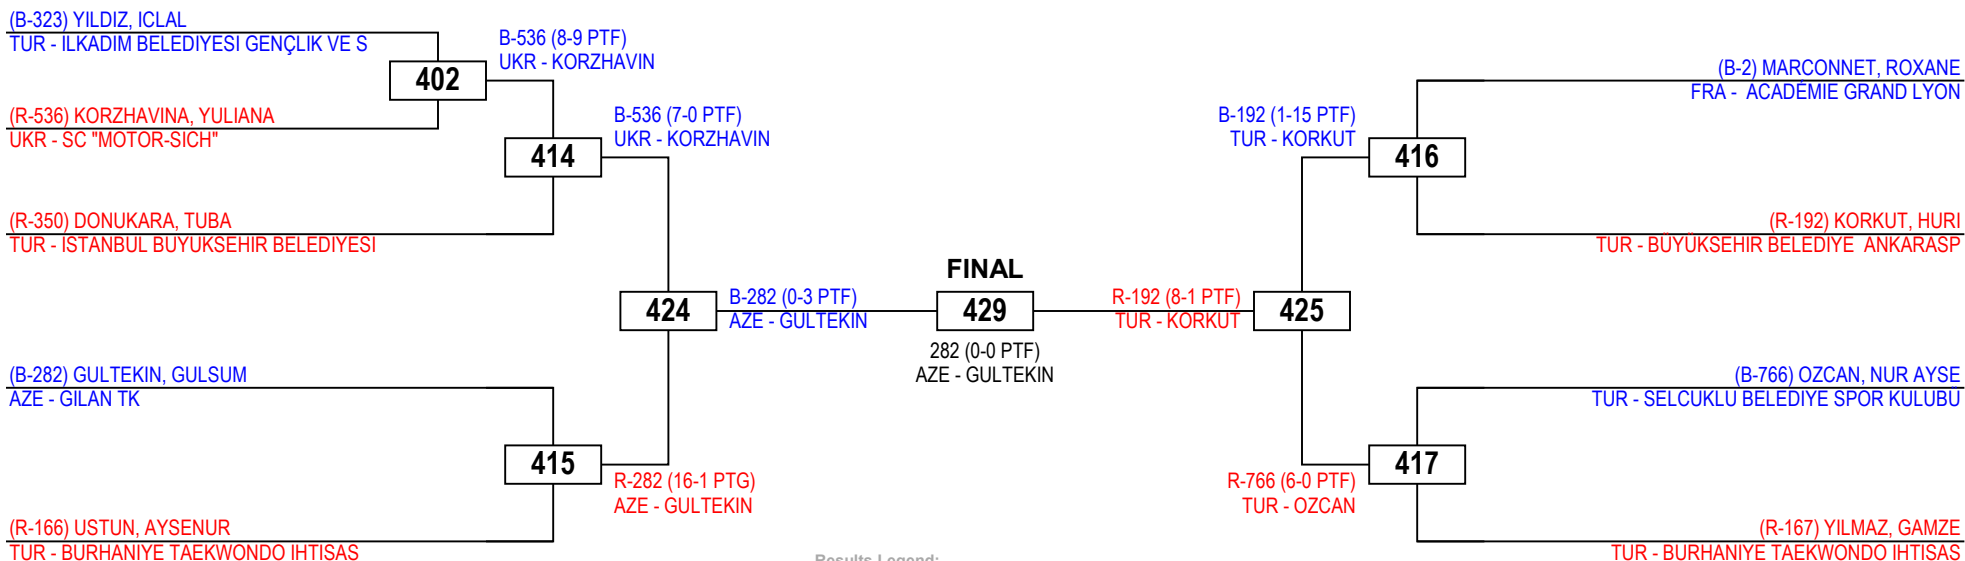 (B-323) YILDIZ, ICLAL
TUR - ILKADIM BELEDIYESI GENÇLIK VE S
402
B-536 (8-9 PTF)
UKR - KORZHAVIN
(R-536) KORZHAVINA, YULIANA
UKR - SC "MOTOR-SICH"
414
B-536 (7-0 PTF)
UKR - KORZHAVIN
(R-350) DONUKARA, TUBA
TUR - ISTANBUL BUYUKSEHIR BELEDIYESI
424
B-282 (0-3 PTF)
AZE - GULTEKIN
(B-282) GULTEKIN, GULSUM
AZE - GILAN TK
415
R-282 (16-1 PTG)
AZE - GULTEKIN
(R-166) USTUN, AYSENUR
TUR - BURHANIYE TAEKWONDO IHTISAS
FINAL
429
282 (0-0 PTF)
AZE - GULTEKIN
R-192 (8-1 PTF)
TUR - KORKUT
425
(B-2) MARCONNET, ROXANE
FRA - ACADÉMIE GRAND LYON
B-192 (1-15 PTF)
TUR - KORKUT
416
(R-192) KORKUT, HURI
TUR - BÜYÜKSEHIR BELEDIYE ANKARASP
(B-766) OZCAN, NUR AYSE
TUR - SELCUKLU BELEDIYE SPOR KULUBÜ
417
R-766 (6-0 PTF)
TUR - OZCAN
(R-167) YILMAZ, GAMZE
TUR - BURHANIYE TAEKWONDO IHTISAS
Results Legend: